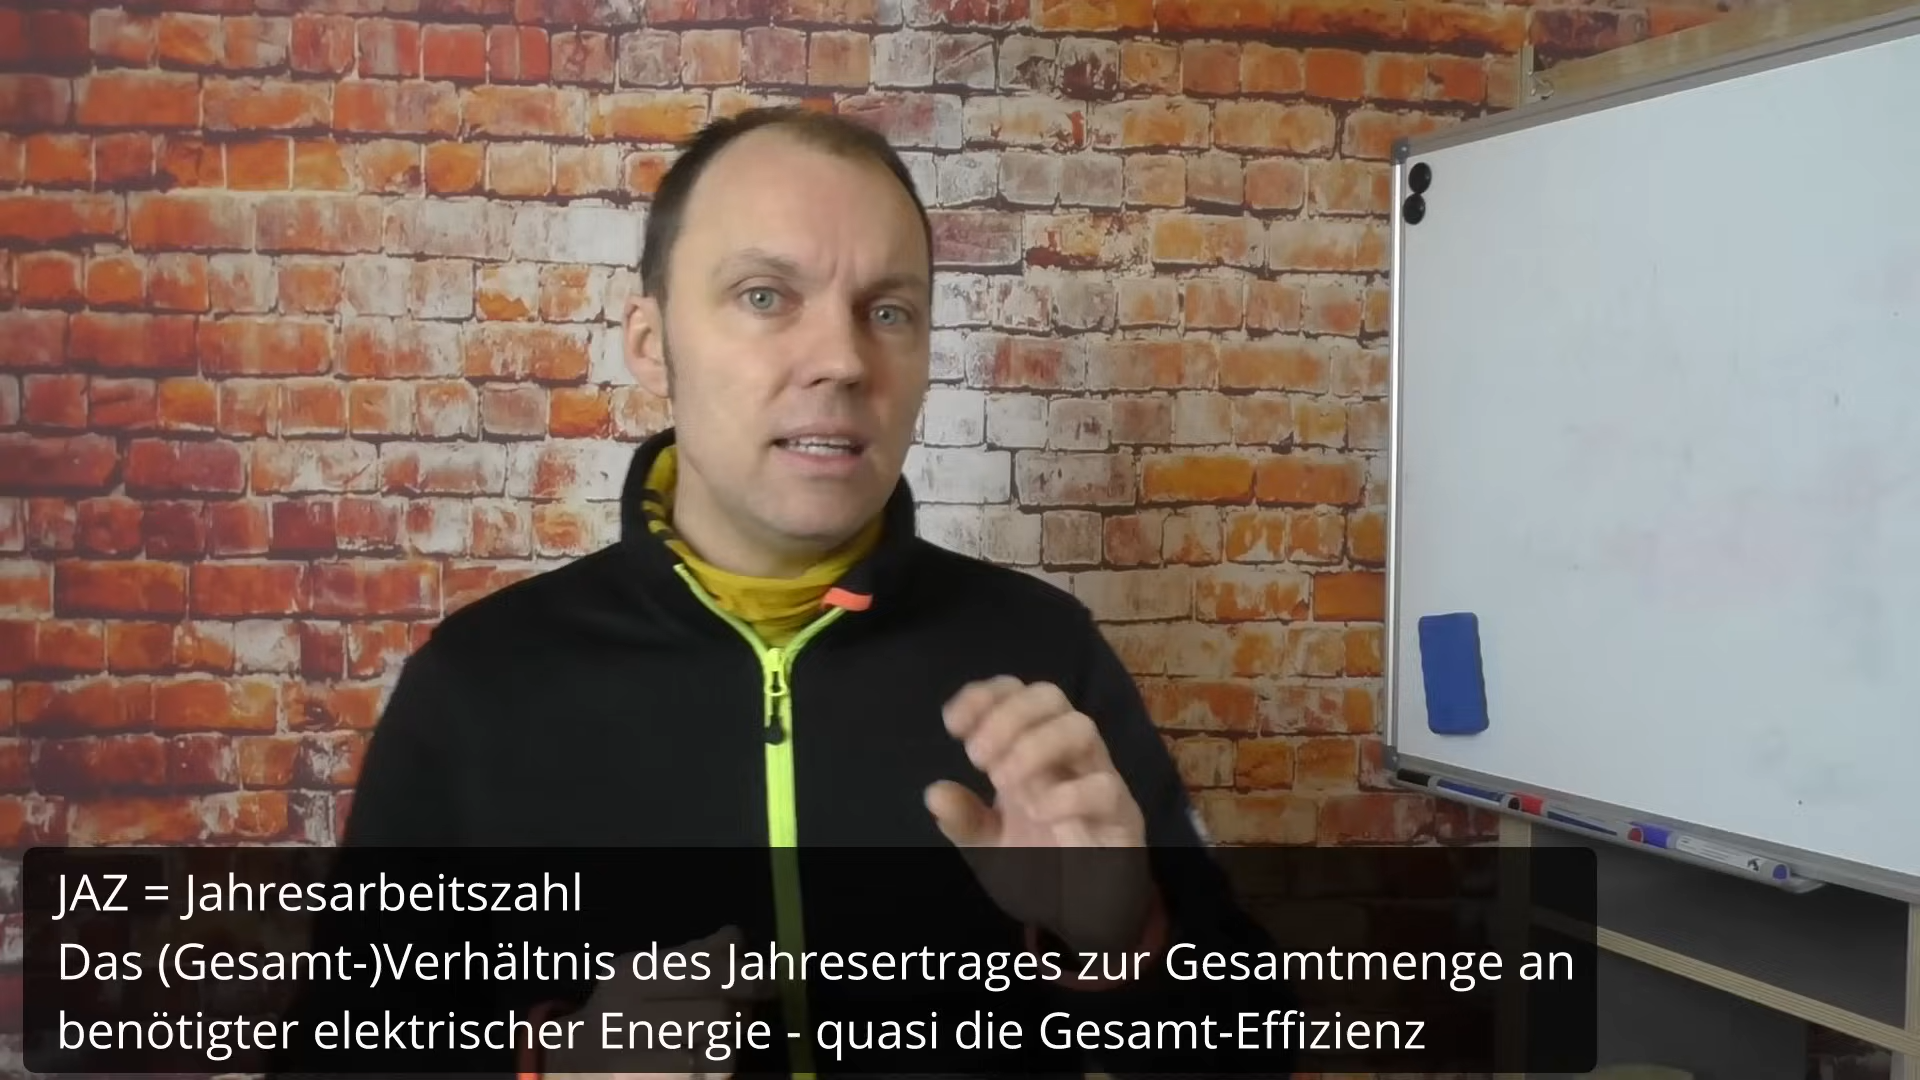 JAZ = Jahresarbeitszahl
Das (Gesamt-)Verhältnis des Jahresertrages zur Gesamtmenge an
benötigter elektrischer Energie - quasi die Gesamt-Effizienz